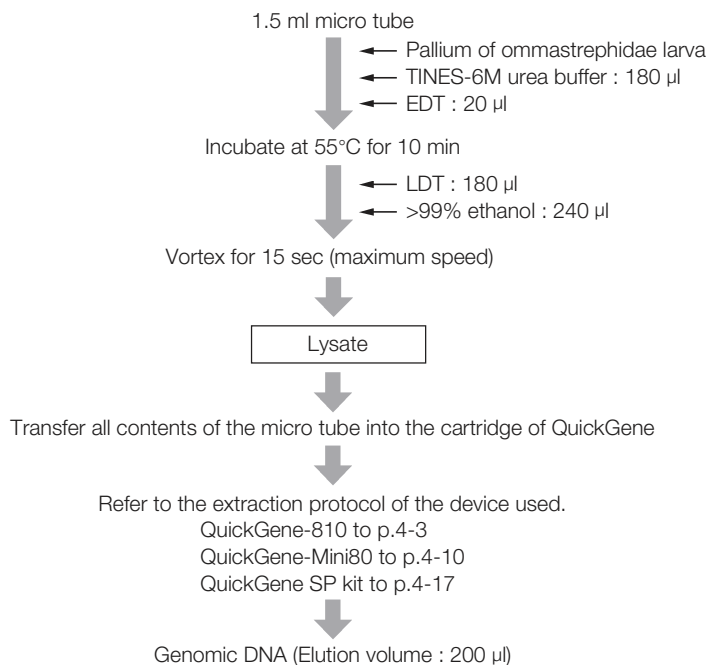 1.5 ml micro tube
Pallium of ommastrephidae larva
TINES-6M urea buffer : 180 µl
EDT : 20 µl
Incubate at 55°C for 10 min
LDT : 180 µl
>99% ethanol : 240 µl
Vortex for 15 sec (maximum speed)
Lysate
Transfer all contents of the micro tube into the cartridge of QuickGene
Refer to the extraction protocol of the device used.
QuickGene-810 to p.4-3
QuickGene-Mini80 to p.4-10
QuickGene SP kit to p.4-17
Genomic DNA (Elution volume : 200 µl)